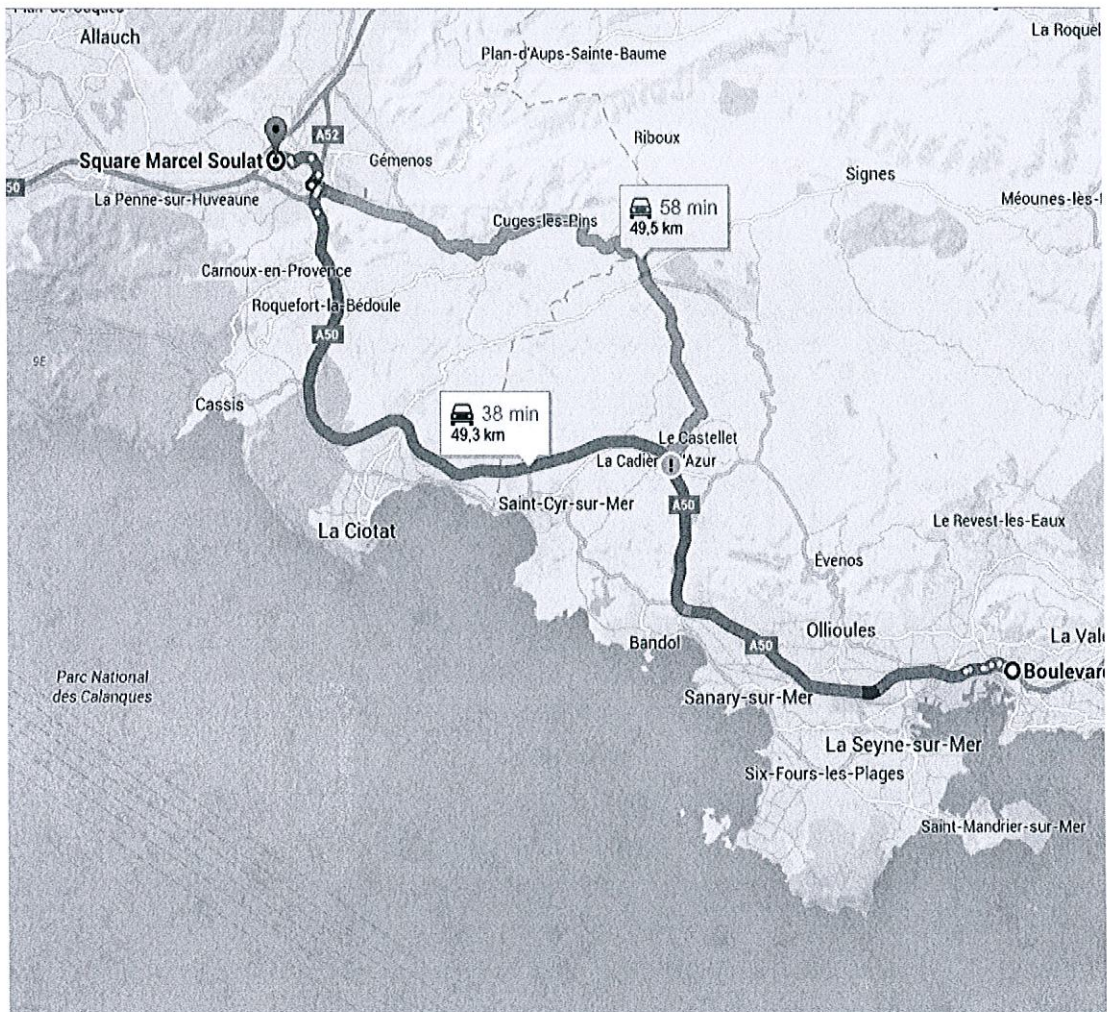 Allauch
La Roquel
Plan-d'Aups-Sainte-Baume
A52
Riboux
Square Marcel Soulat
Gémenos
Signes
50
La Penne-sur-Huveaune
Méounes-lès-
58 min
49,5 km
Cuges-les-Pins
Carnoux-en-Provence
Roquefort-la-Bédoule
A50
9E
Cassis
38 min
49,3 km
Le Castellet
La Cadier
!
'Azur
Saint-Cyr-sur-Mer
A50
La Ciotat
Le Revest-les-Eaux
Évenos
Ollioules
La Vale
Bandol
A50
Boulevard
Parc National
des Calanques
Sanary-sur-Mer
La Seyne-sur-Mer
Six-Fours-les-Plages
Saint-Mandrier-sur-Mer